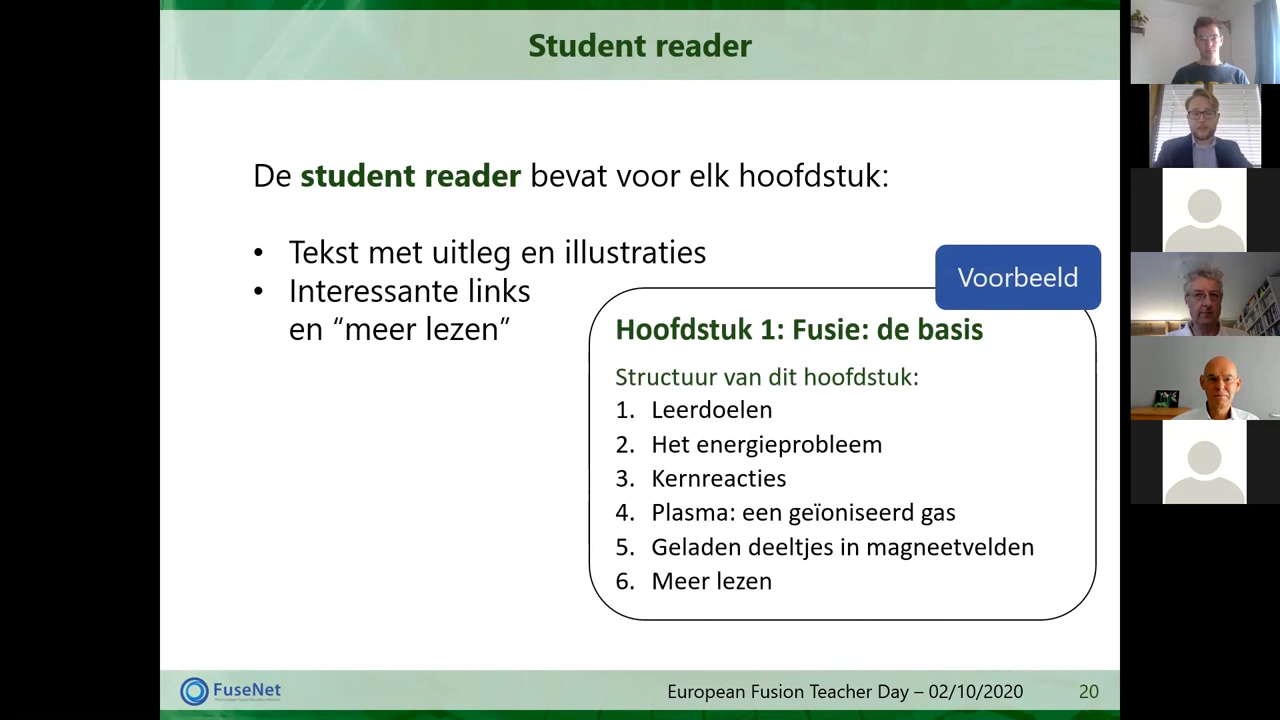 Student reader
De student reader bevat voor elk hoofdstuk:
• Tekst met uitleg en illustraties
• Interessante links
en “meer lezen”
Voorbeeld
Hoofdstuk 1: Fusie: de basis
Structuur van dit hoofdstuk:
1. Leerdoelen
2. Het energieprobleem
3. Kernreacties
4. Plasma: een geïoniseerd gas
5. Geladen deeltjes in magneetvelden
6. Meer lezen
FuseNet
European Fusion Teacher Day – 02/10/2020
20